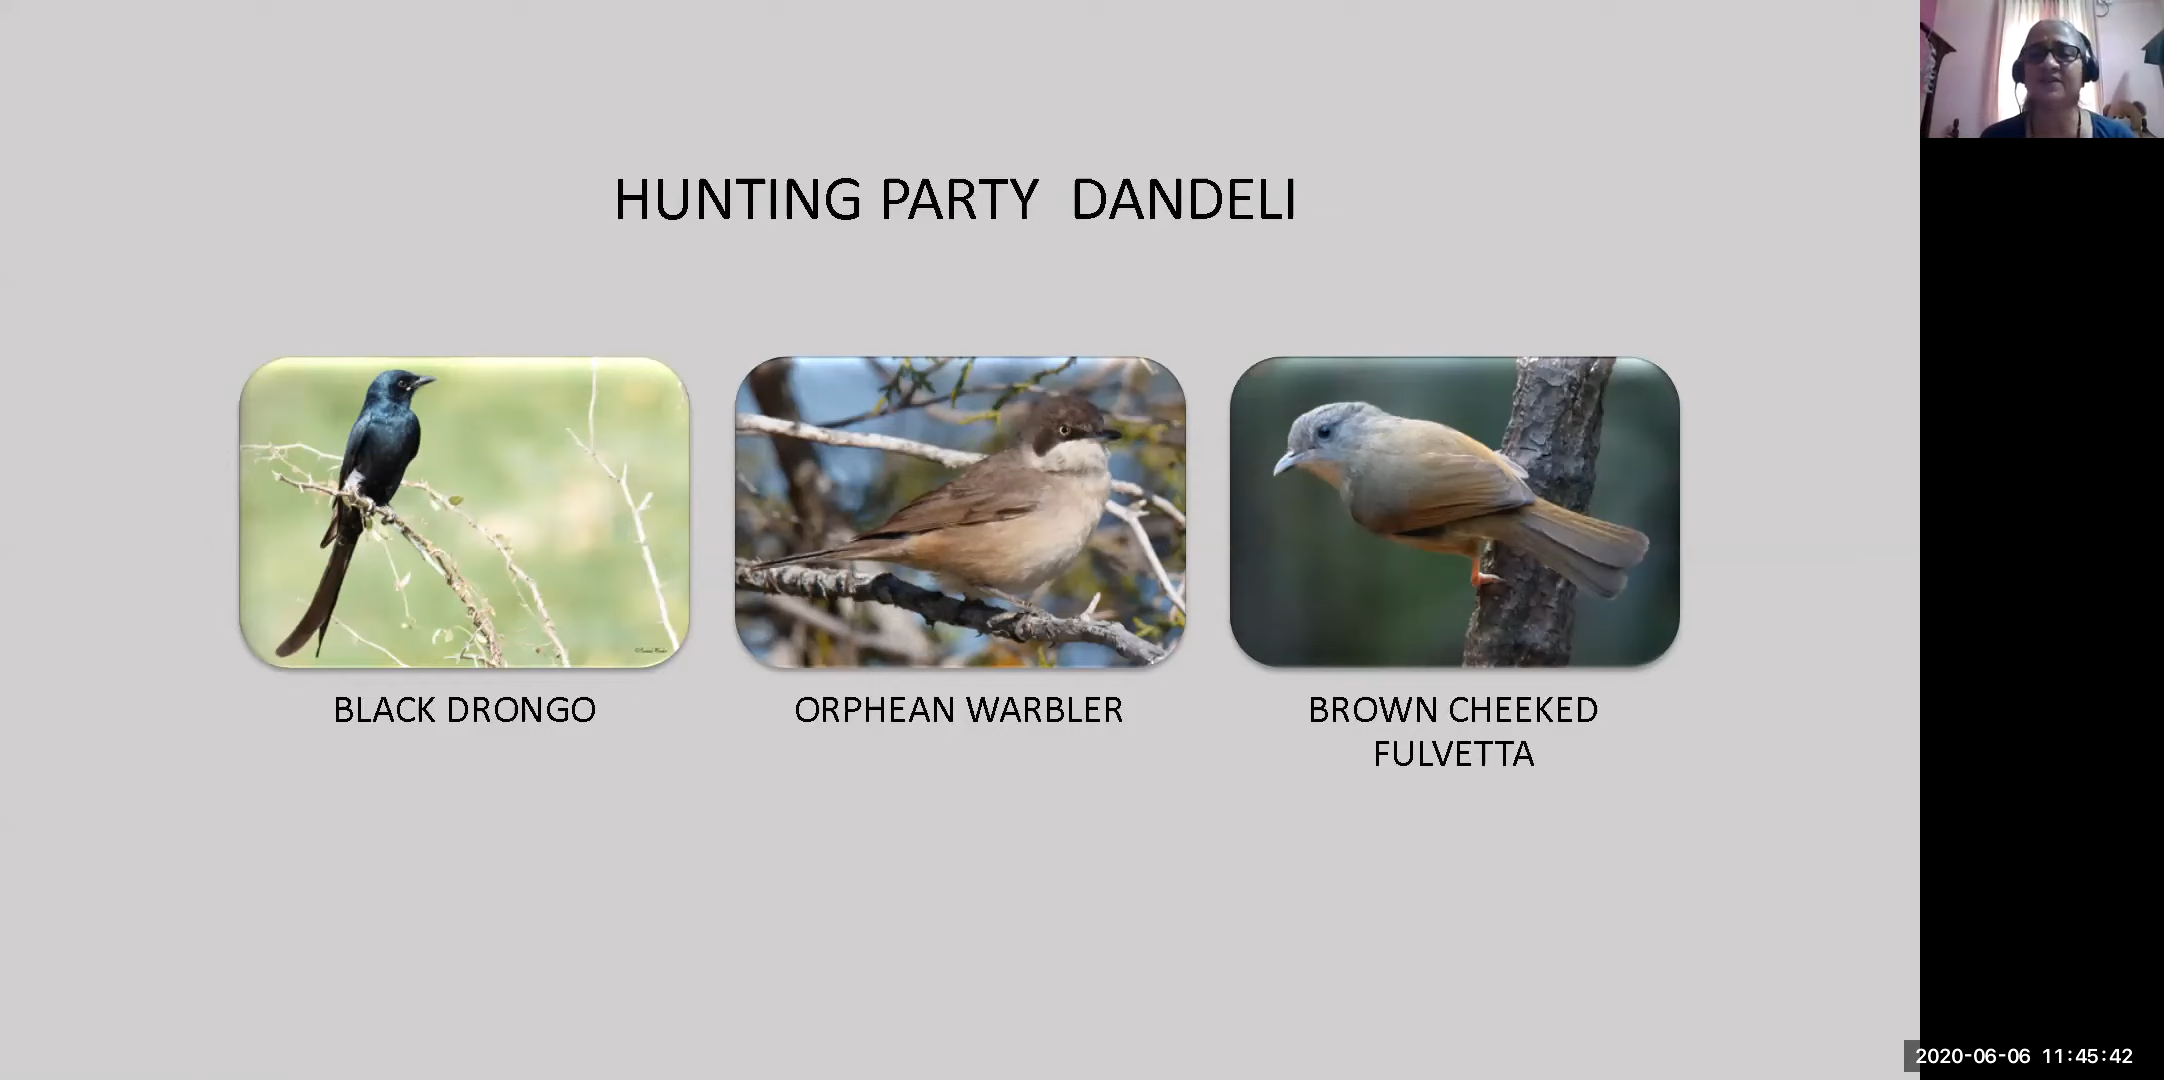 HUNTING PARTY  DANDELI
BLACK DRONGO
ORPHEAN WARBLER
BROWN CHEEKED
FULVETTA
2020-06-06 11:45:42